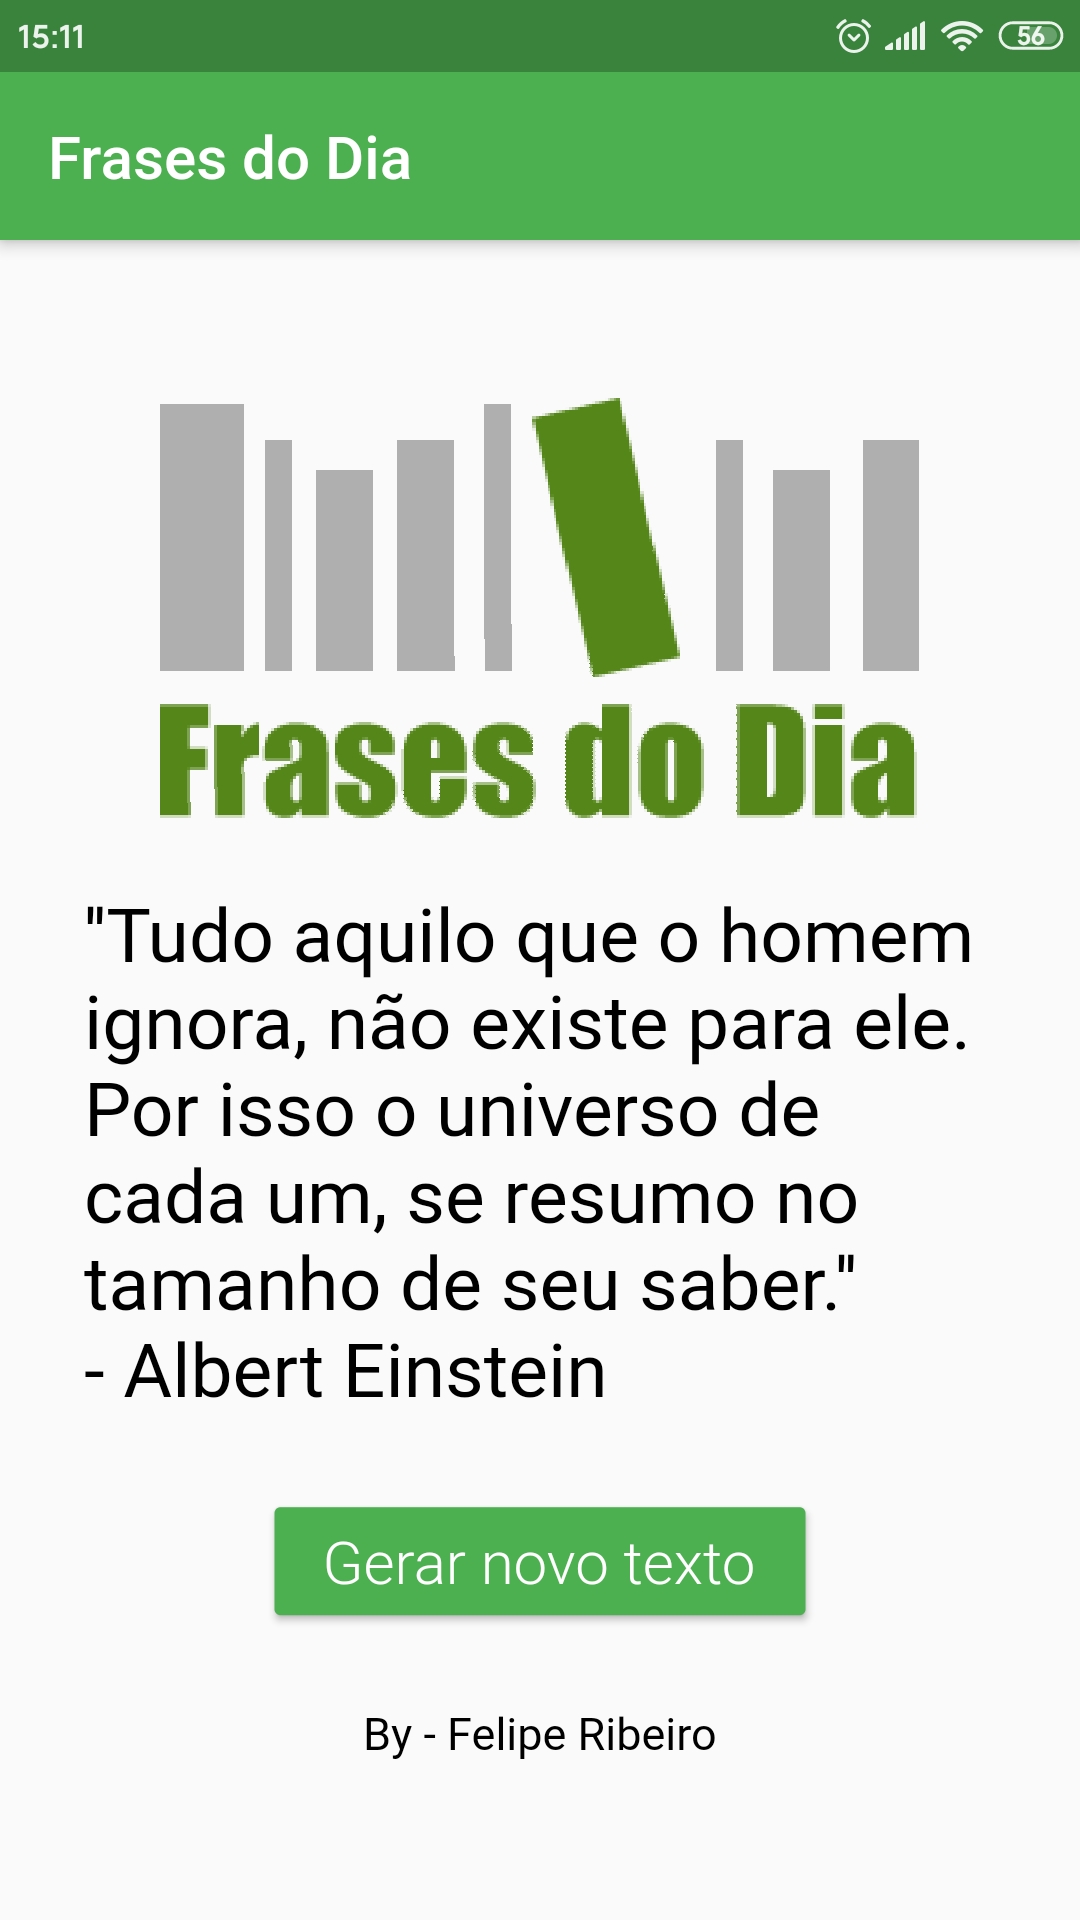 15:11
56
Frases do Dia
Frases do Dia
"Tudo aquilo que o homem
ignora, não existe para ele.
Por isso o universo de
cada um, se resumo no
tamanho de seu saber."
- Albert Einstein
Gerar novo texto
By - Felipe Ribeiro